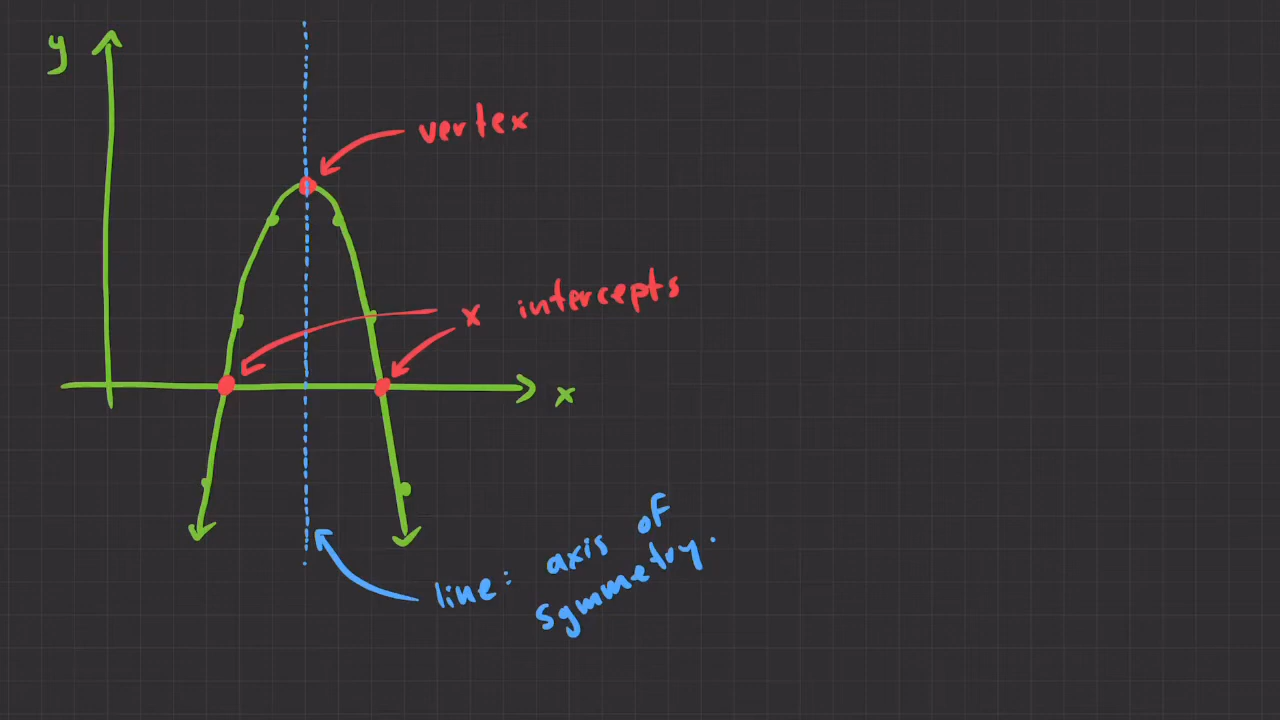 y
vertex
x intercepts
x
line: axis of
symmetry.